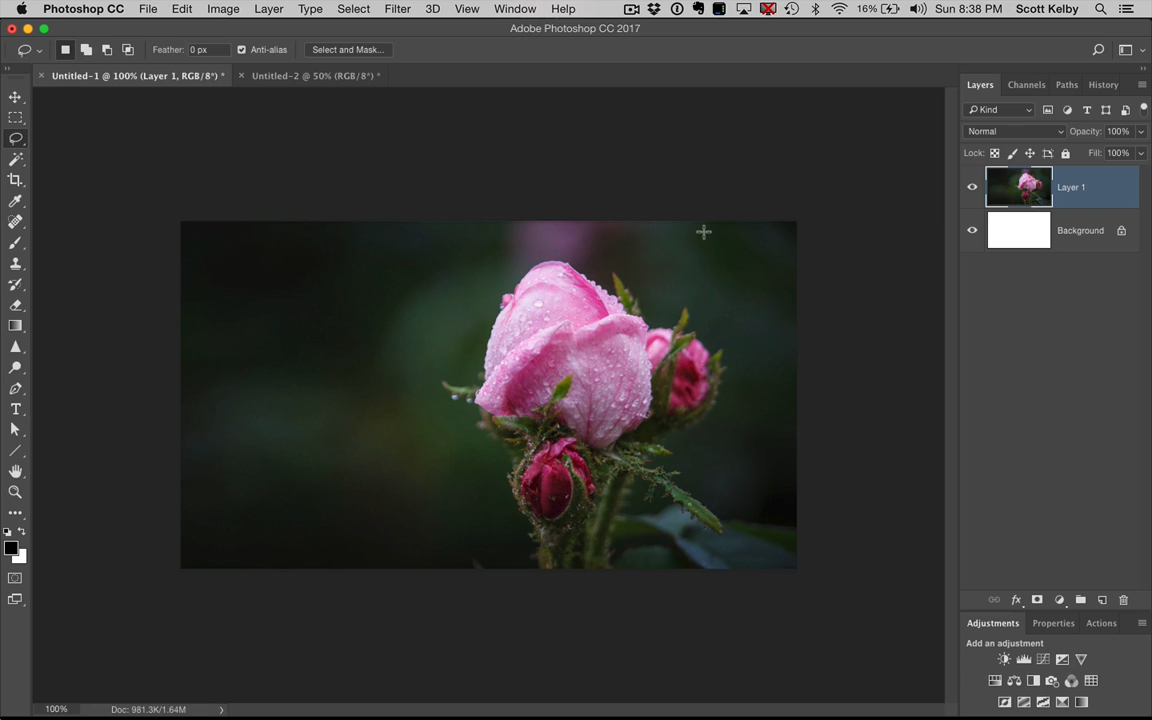 Photoshop CC File Edit Image Layer Type Select Filter 3D View Window Help 16% Sun 8:38 PM Scott Kelby
Adobe Photoshop CC 2017
Feather: 0 px Anti-alias Select and Mask...
Untitled-1 @ 100% (Layer 1, RGB/8*) * Untitled-2 @ 50% (RGB/8*) *
Layers Channels Paths History
Kind
Normal Opacity: 100%
Lock: Fill: 100%
Layer 1
Background
fx
Adjustments Properties Actions
Add an adjustment
100% Doc: 981.3K/1.64M